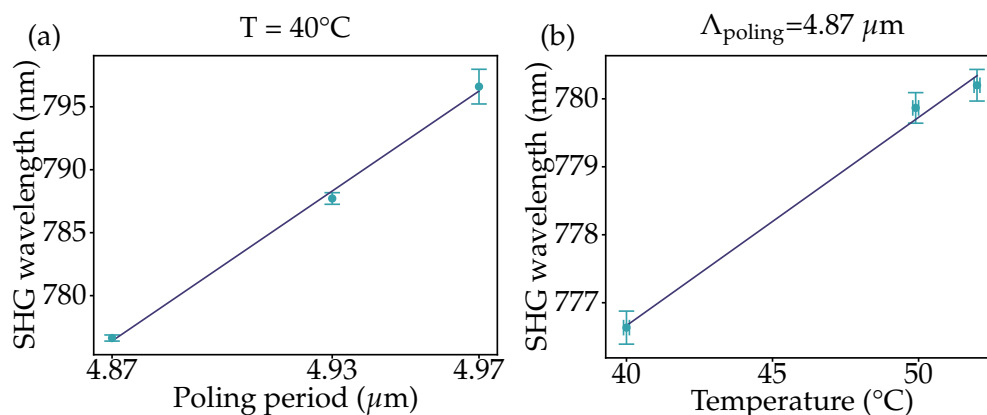 (a)
T = 40°C
SHG wavelength (nm)
795
790
785
780
4.87
4.93
4.97
Poling period (µm)
(b)
Λpoling=4.87 µm
SHG wavelength (nm)
780
779
778
777
40
45
50
Temperature (°C)